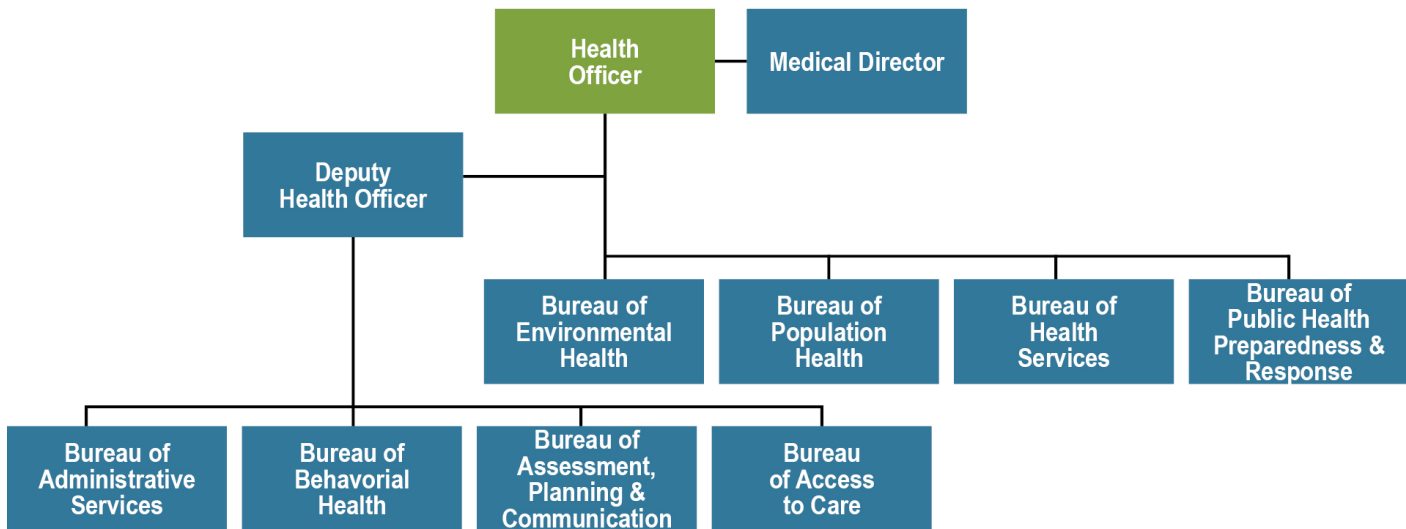 Health
Officer
Medical Director
Deputy
Health Officer
Bureau of
Environmental
Health
Bureau of
Population
Health
Bureau of
Health
Services
Bureau of
Public Health
Preparedness &
Response
Bureau of
Administrative
Services
Bureau of
Behavorial
Health
Bureau of
Assessment,
Planning &
Communication
Bureau
of Access
to Care